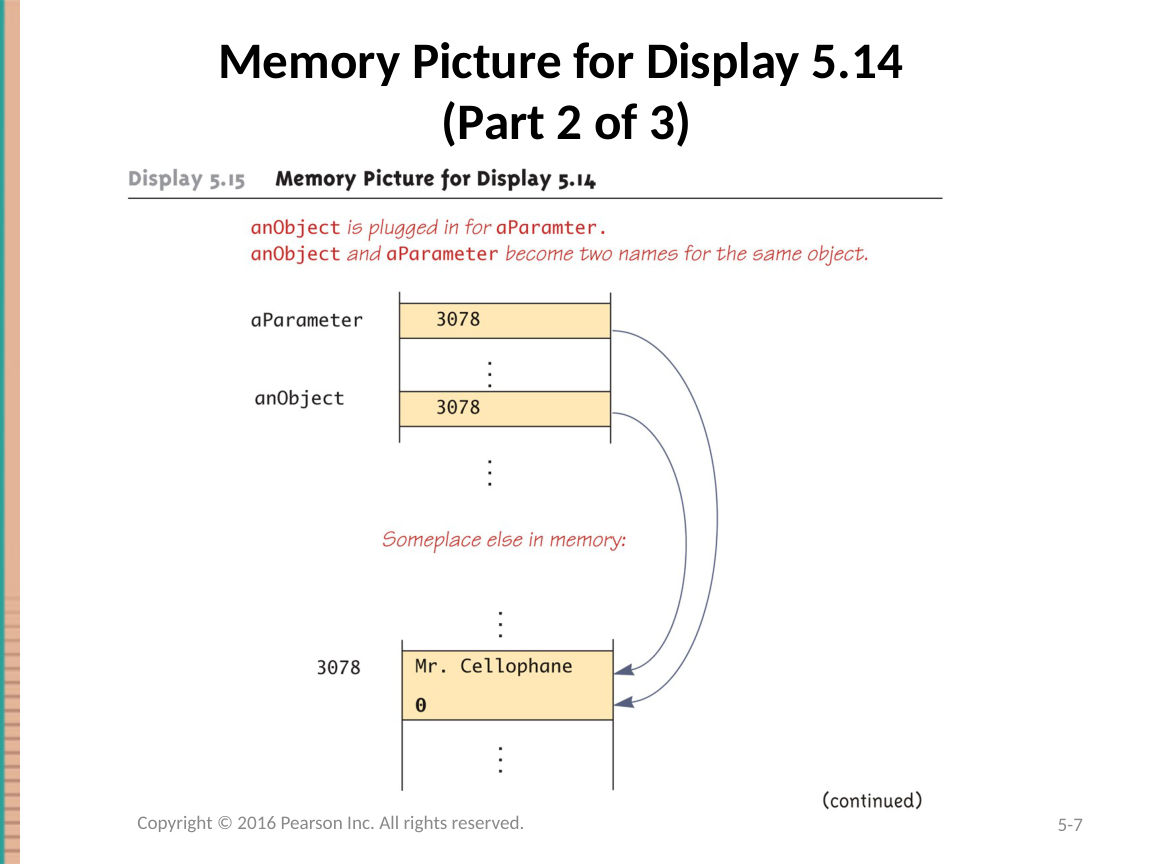 Memory Picture for Display 5.14
(Part 2 of 3)
Display 5.15 Memory Picture for Display 5.14
anObject is plugged in for aParamter.
anObject and aParameter become two names for the same object.
aParameter 3078
anObject 3078
Someplace else in memory:
3078 Mr. Cellophane
0
(continued)
Copyright © 2016 Pearson Inc. All rights reserved. 5-7